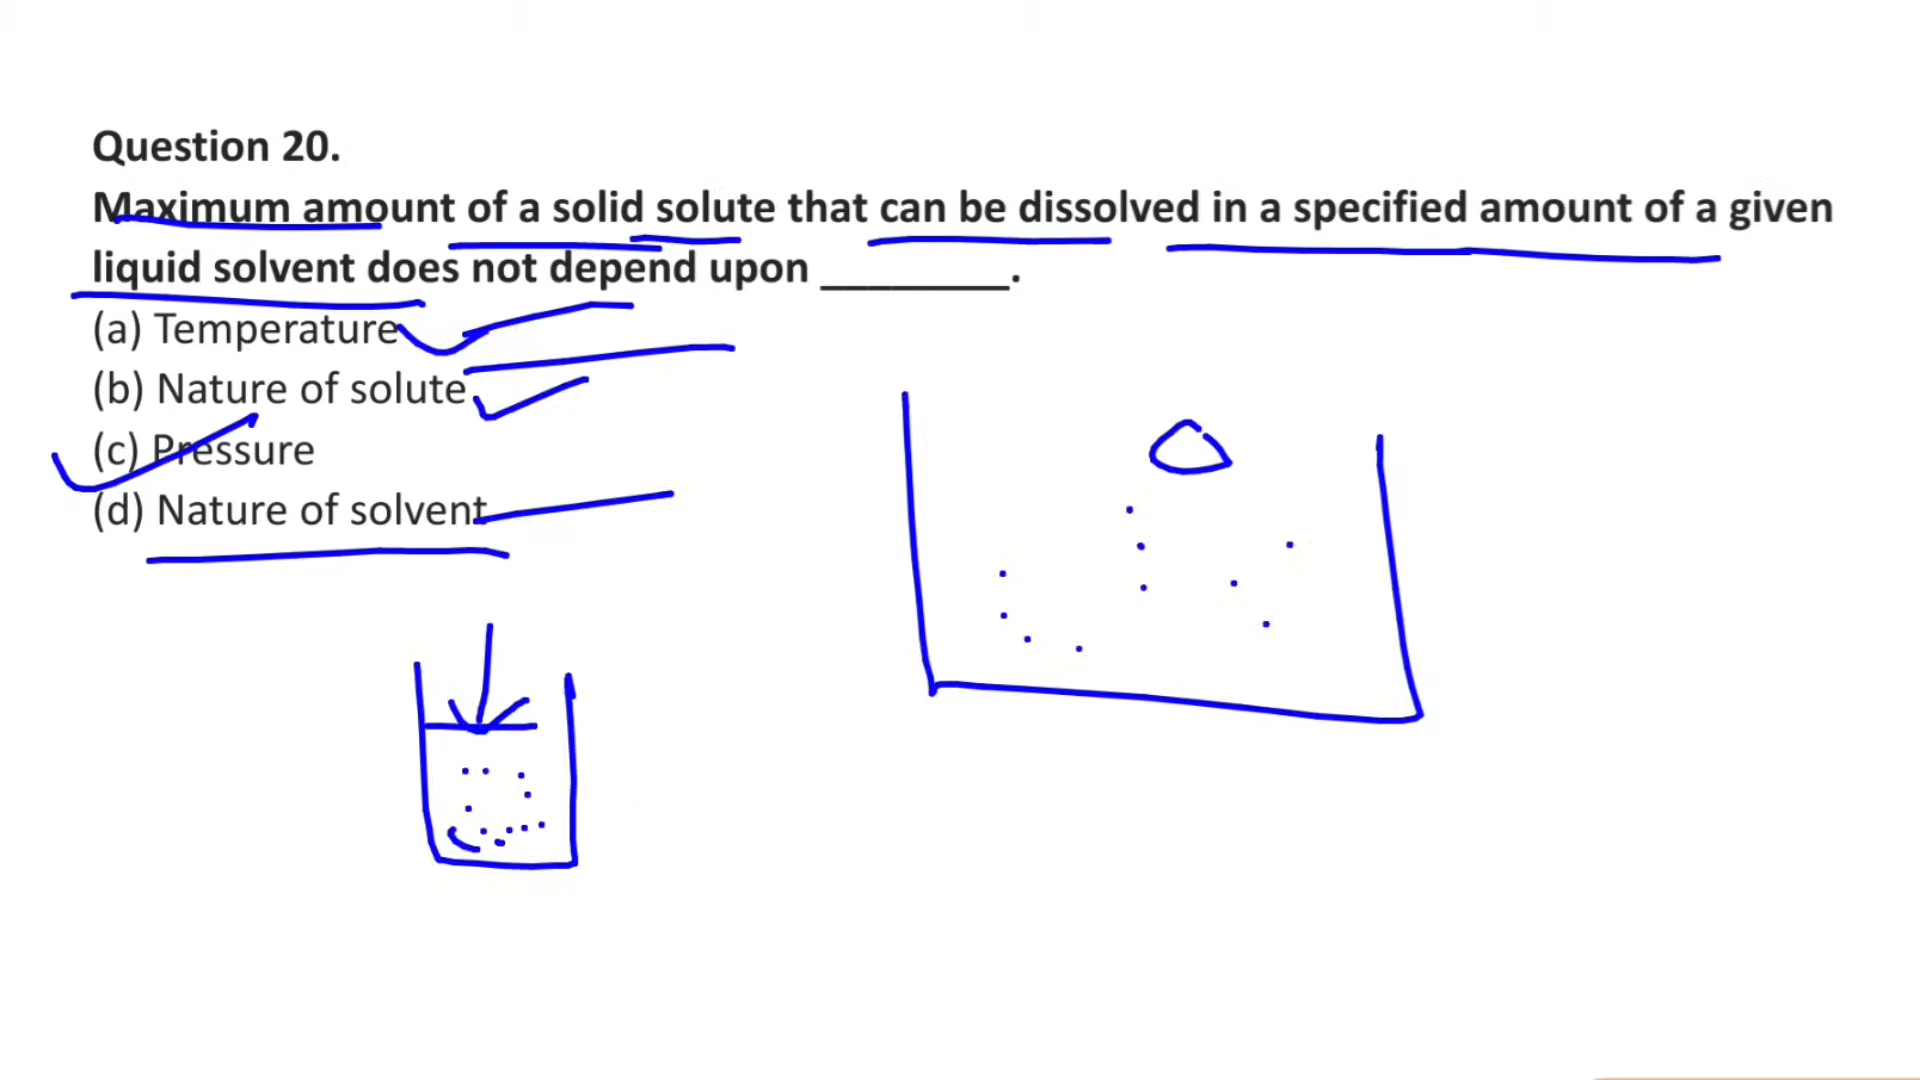 Question 20.
Maximum amount of a solid solute that can be dissolved in a specified amount of a given
liquid solvent does not depend upon ________.
(a) Temperature
(b) Nature of solute
(c) Pressure
(d) Nature of solvent